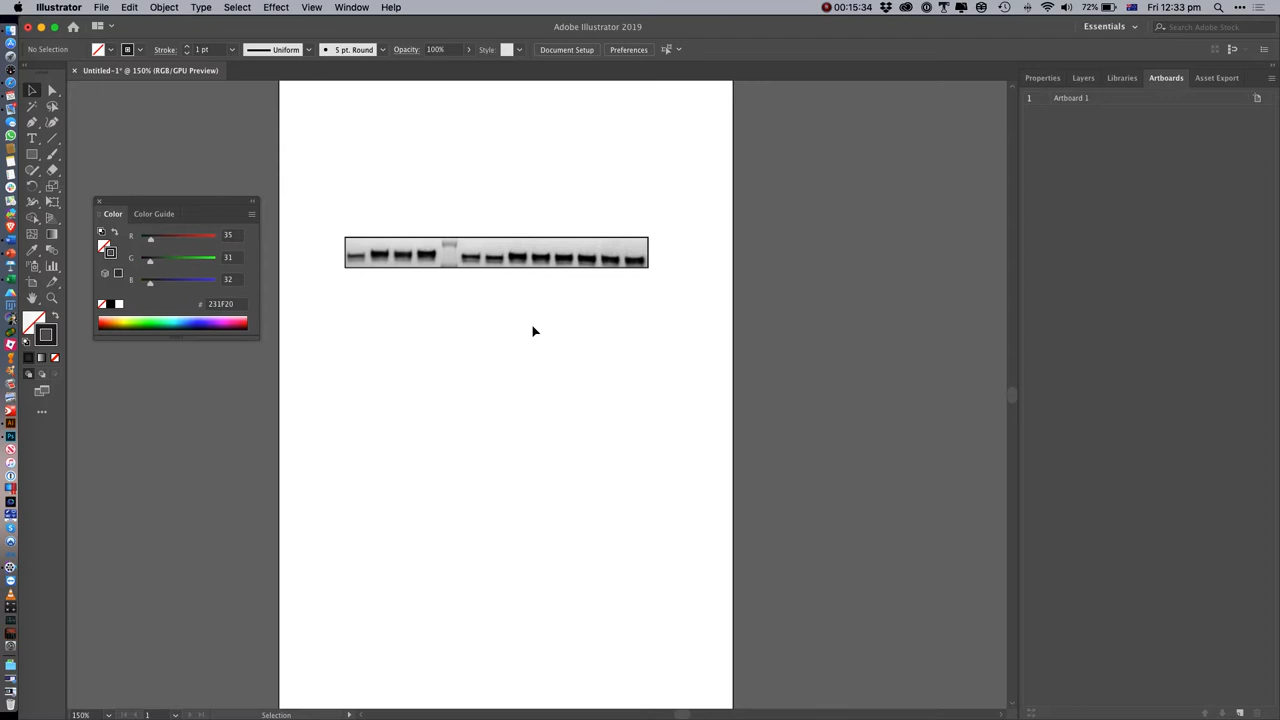 Illustrator File Edit Object Type Select Effect View Window Help 00:15:34 72% Fri 12:33 pm
Adobe Illustrator 2019
Essentials Search Adobe Stock
No Selection Stroke: 1 pt Uniform 5 pt. Round Opacity: 100% Style: Document Setup Preferences
Untitled-1* @ 150% (RGB/GPU Preview)
Properties Layers Libraries Artboards Asset Export
1 Artboard 1
Color Color Guide
R 35
G 31
B 32
# 231F20
150% 1 Selection